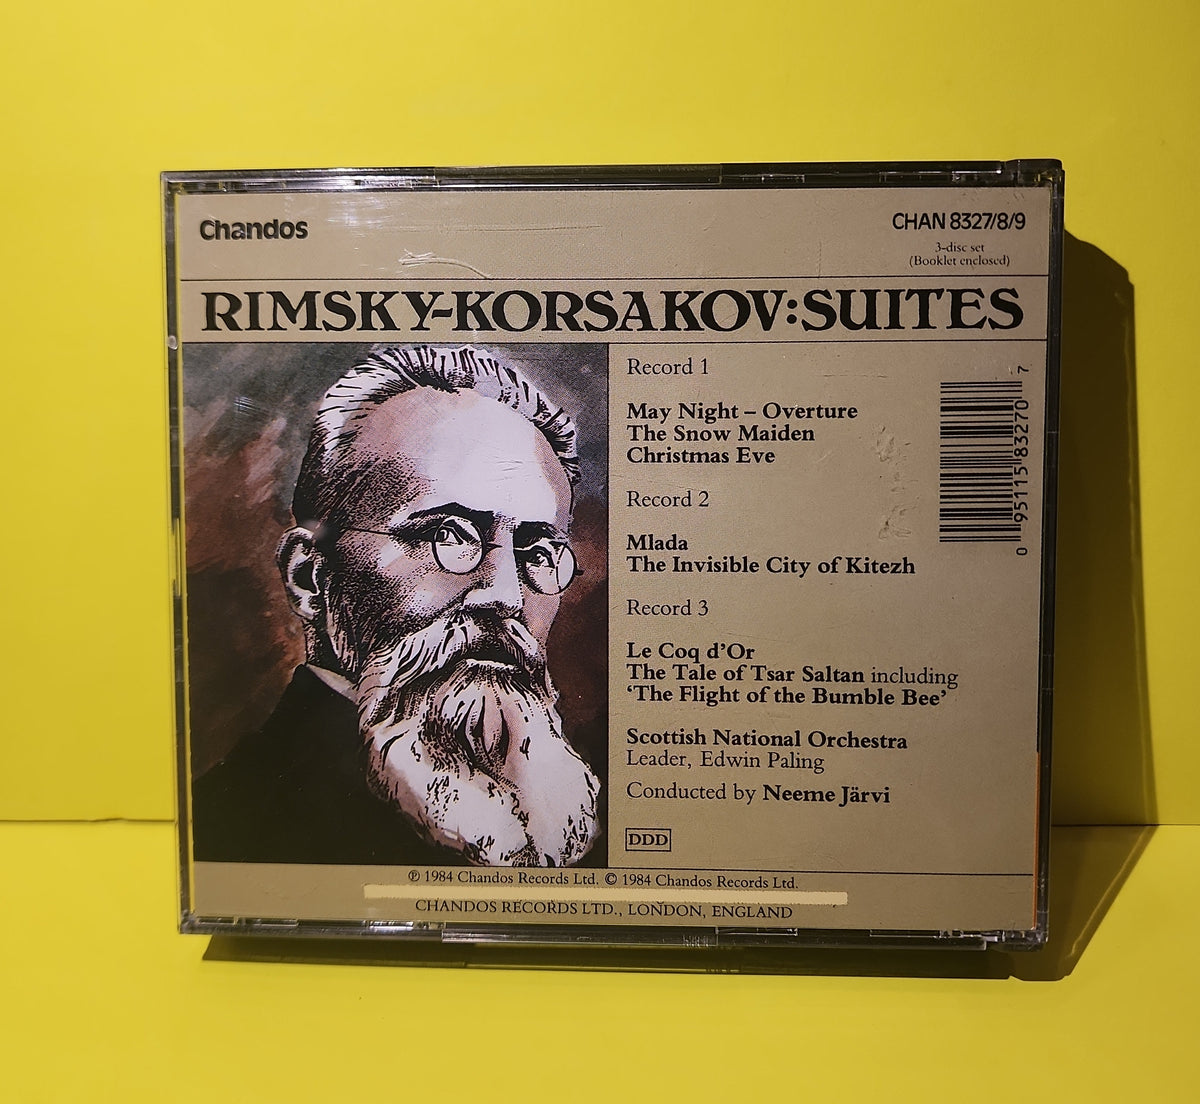 Chandos
CHAN 8327/8/9
3-disc set
(Booklet enclosed)
RIMSKY-KORSAKOV:SUITES
Record 1
May Night – Overture
The Snow Maiden
Christmas Eve
Record 2
Mlada
The Invisible City of Kitezh
Record 3
Le Coq d'Or
The Tale of Tsar Saltan including
'The Flight of the Bumble Bee'
Scottish National Orchestra
Leader, Edwin Paling
Conducted by Neeme Järvi
DDD
0 95115 83270 7
℗ 1984 Chandos Records Ltd. © 1984 Chandos Records Ltd.
CHANDOS RECORDS LTD., LONDON, ENGLAND